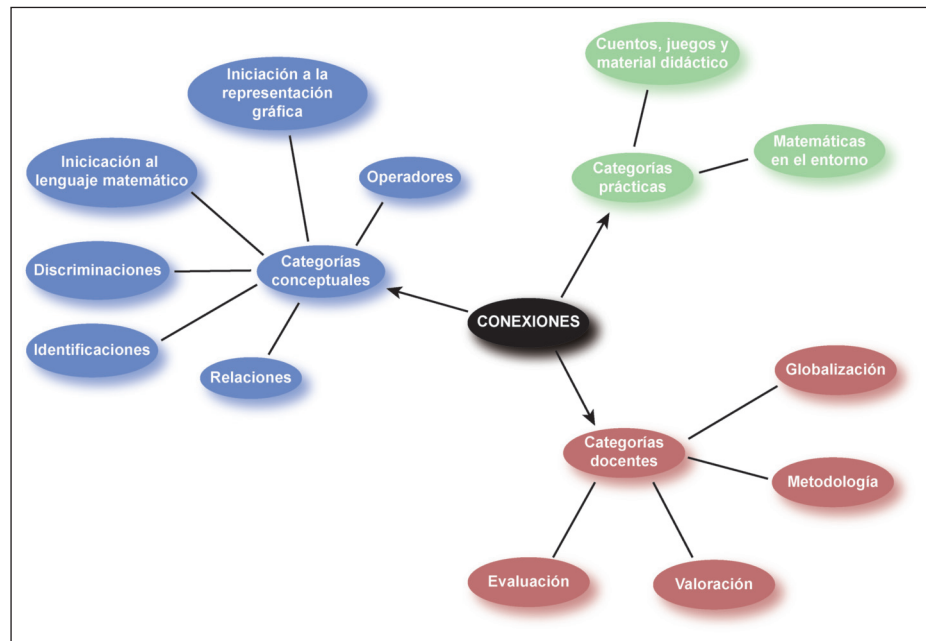 Cuentos, juegos y
material didáctico
Iniciación a la
representación
gráfica
Matemáticas
en el entorno
Inicicación al
lenguaje matemático
Categorías
prácticas
Operadores
Discriminaciones
Categorías
conceptuales
CONEXIONES
Identificaciones
Relaciones
Globalización
Categorías
docentes
Metodología
Evaluación
Valoración